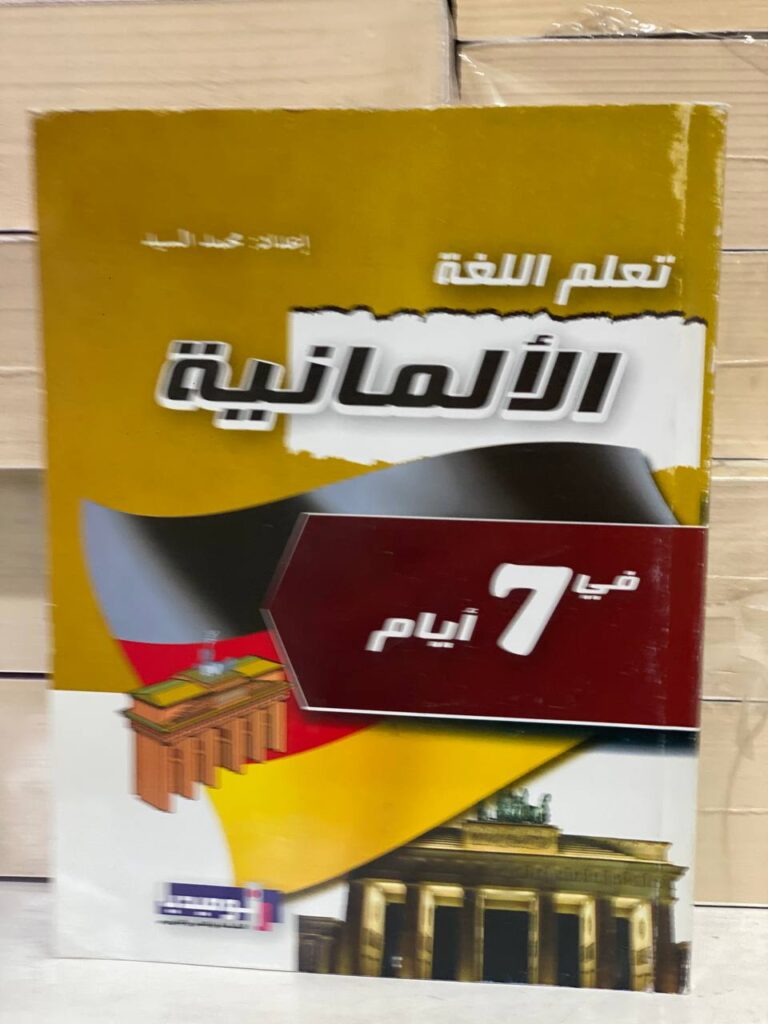 إعداد: محمد السيد
تعلم اللغة
الألمانية
في 7 أيام